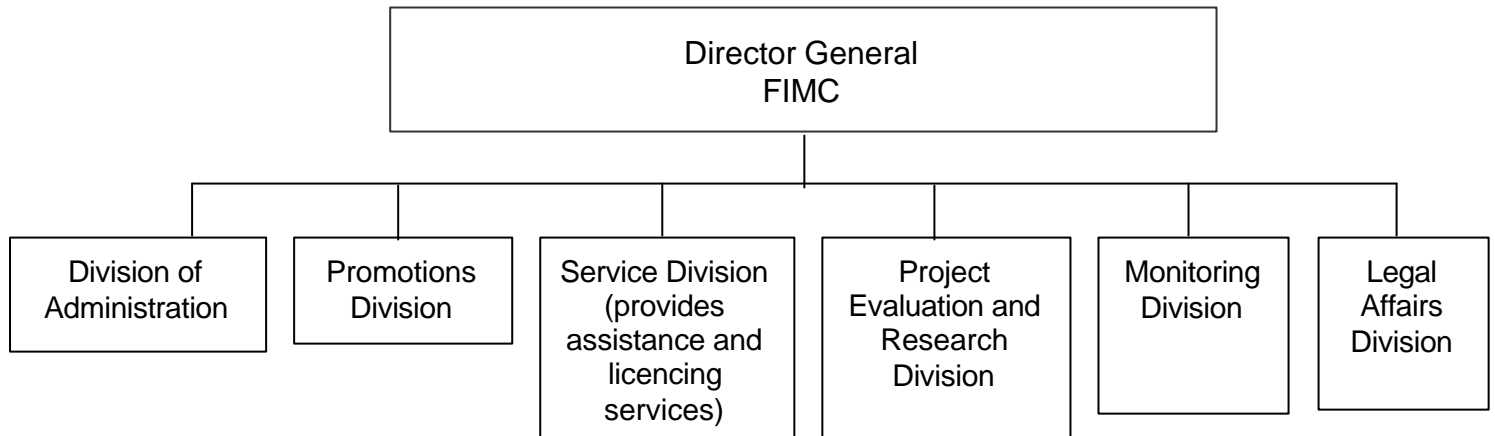 Director General
FIMC
Division of
Administration
Promotions
Division
Service Division
(provides
assistance and
licencing
services)
Project
Evaluation and
Research
Division
Monitoring
Division
Legal
Affairs
Division